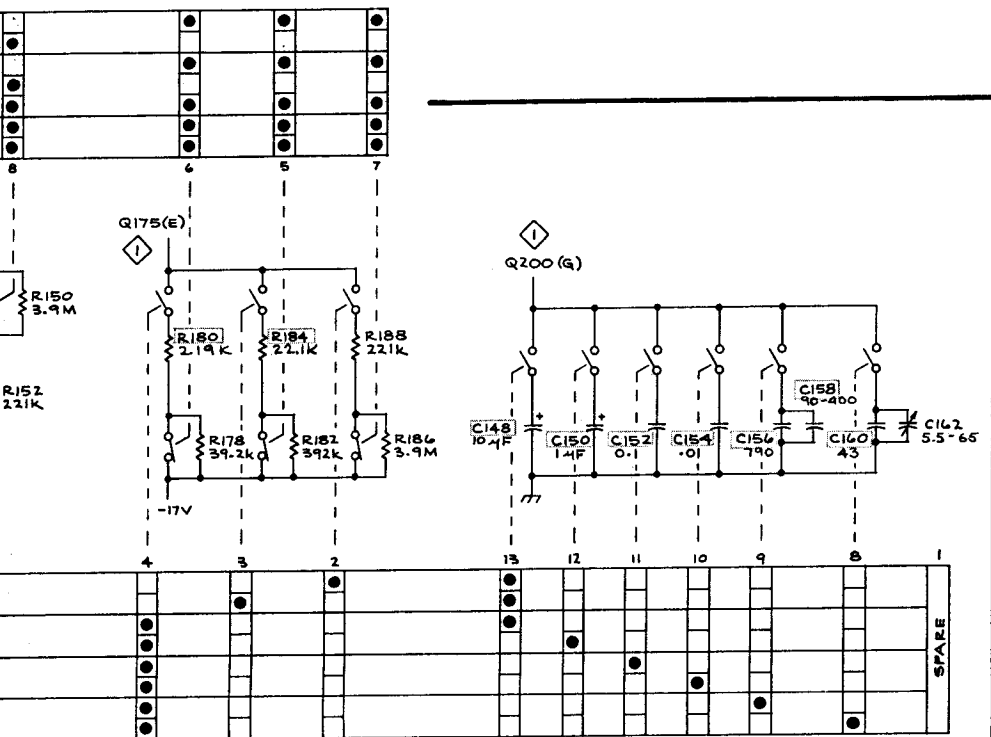 8
6
5
7
Q175(E)
1
R150
3.9M
R180
2.19K
R184
22.1K
R188
221K
R152
221K
R178
39.2K
R182
392K
R186
3.9M
-17V
1
Q200(G)
C158
90-400
C148
10µF
+
C150
1µF
+
C152
0.1
C154
.01
C156
790
C160
43
C162
5.5-65
4
3
2
13
12
11
10
9
8
1
SPARE